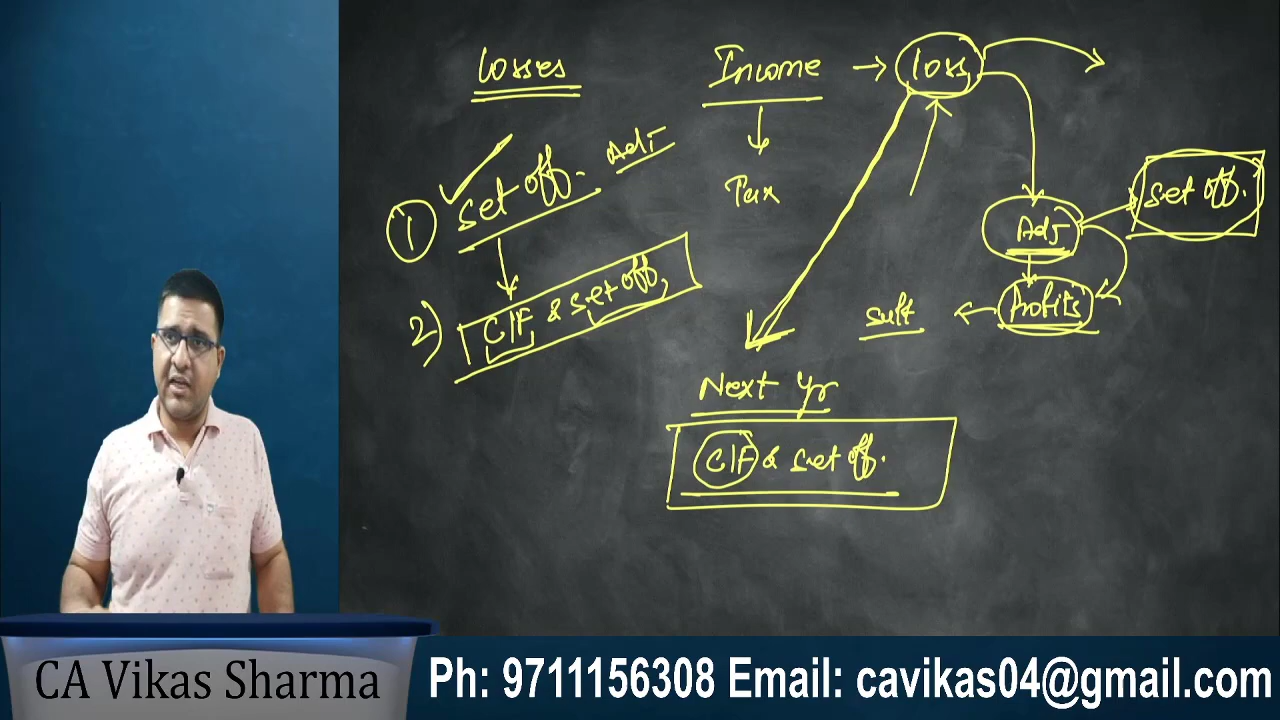 Losses
Income → loss
Tax
① Set off. Adj
2) C/F & set off,
Set off.
Adj
Profits
suff
Next yr
C/F & set off.
CA Vikas Sharma
Ph: 9711156308 Email: cavikas04@gmail.com